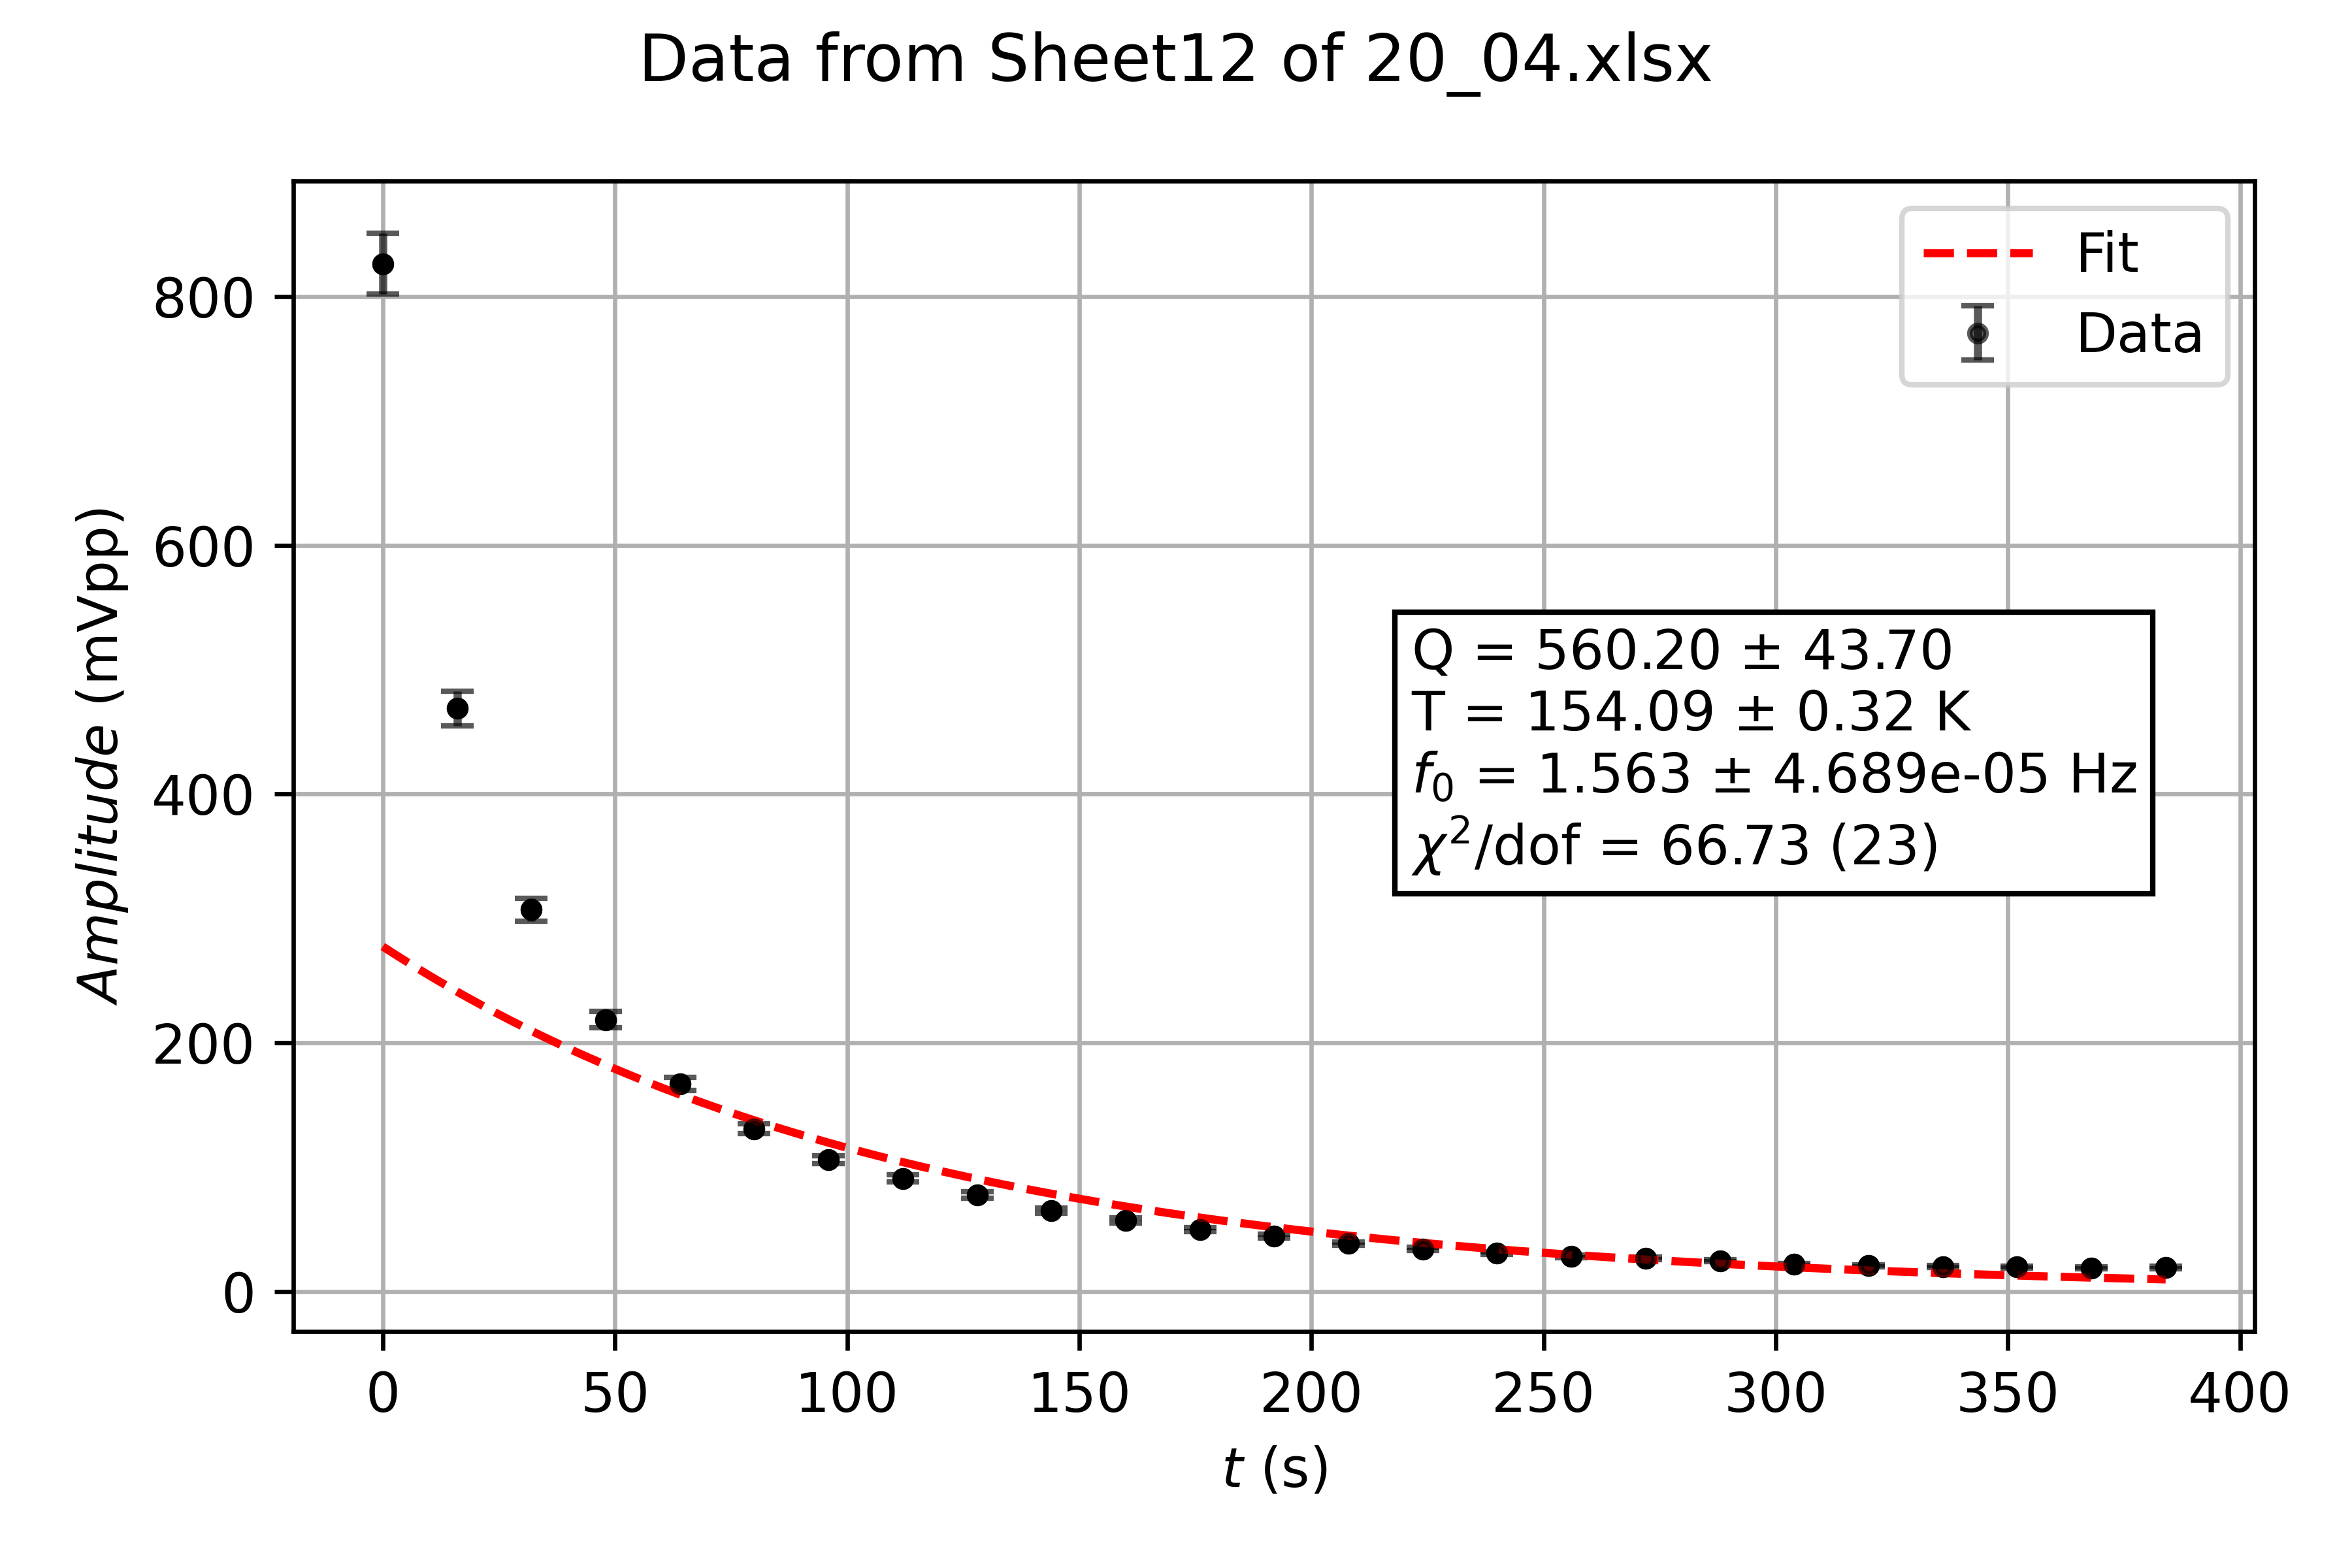 Data from Sheet12 of 20_04.xlsx
Fit
Data
Q = 560.20 ± 43.70
T = 154.09 ± 0.32 K
f₀ = 1.563 ± 4.689e-05 Hz
χ²/dof = 66.73 (23)
Amplitude (mVpp)
800
600
400
200
0
0 50 100 150 200 250 300 350 400
t (s)